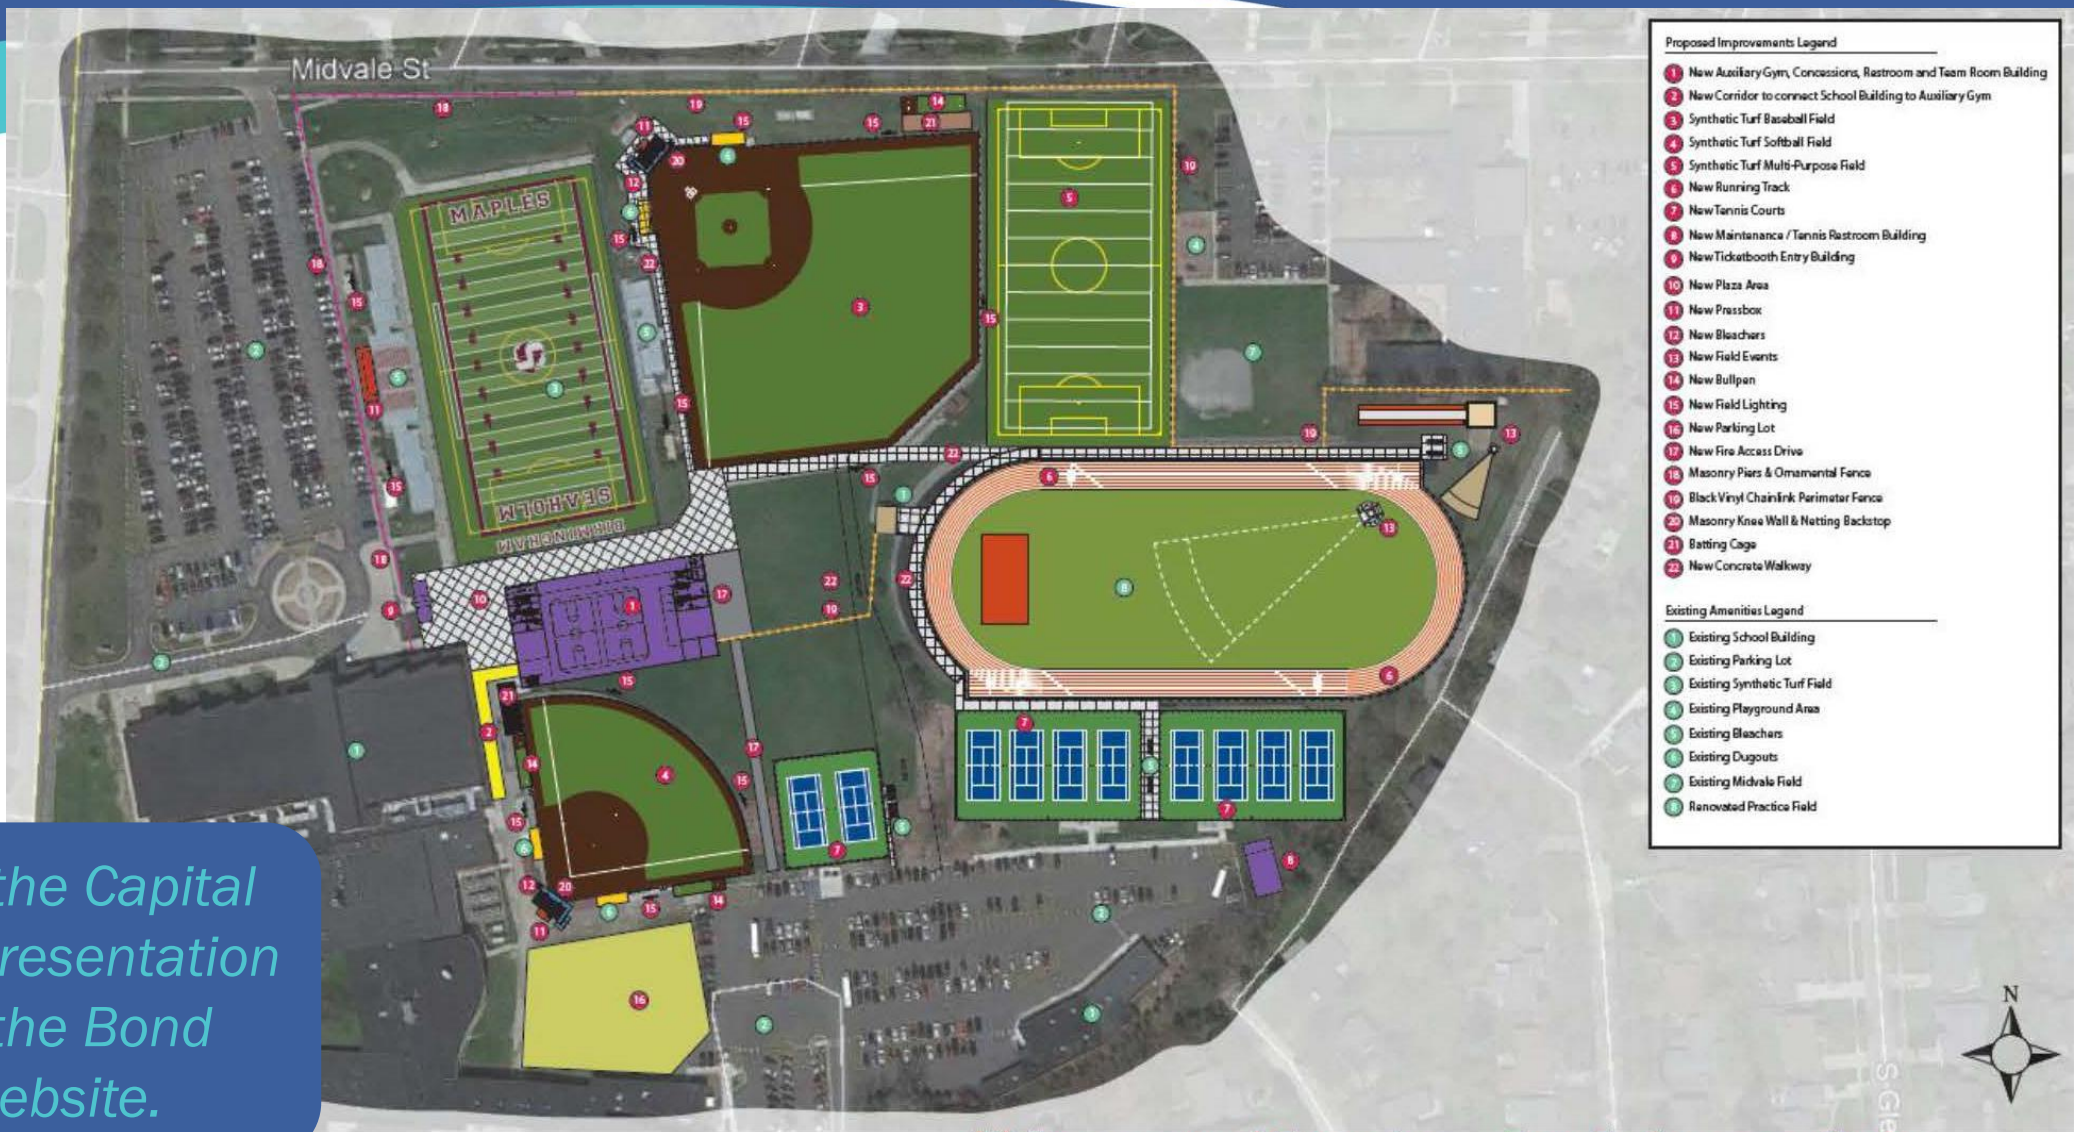 Midvale St
MAPLES
SEAHOLM
BIRMINGHAM
Proposed Improvements Legend
1 New Auxiliary Gym, Concessions, Restroom and Team Room Building
2 New Corridor to connect School Building to Auxiliary Gym
3 Synthetic Turf Baseball Field
4 Synthetic Turf Softball Field
5 Synthetic Turf Multi-Purpose Field
6 New Running Track
7 New Tennis Courts
8 New Maintenance / Tennis Restroom Building
9 New Ticketbooth Entry Building
10 New Plaza Area
11 New Pressbox
12 New Bleachers
13 New Field Events
14 New Bullpen
15 New Field Lighting
16 New Parking Lot
17 New Fire Access Drive
18 Masonry Piers & Ornamental Fence
19 Black Vinyl Chainlink Perimeter Fence
20 Masonry Knee Wall & Netting Backstop
21 Batting Cage
22 New Concrete Walkway
Existing Amenities Legend
1 Existing School Building
2 Existing Parking Lot
3 Existing Synthetic Turf Field
4 Existing Playground Area
5 Existing Bleachers
6 Existing Dugouts
7 Existing Midvale Field
8 Renovated Practice Field
the Capital
resentation
the Bond
ebsite.
N
S Gle